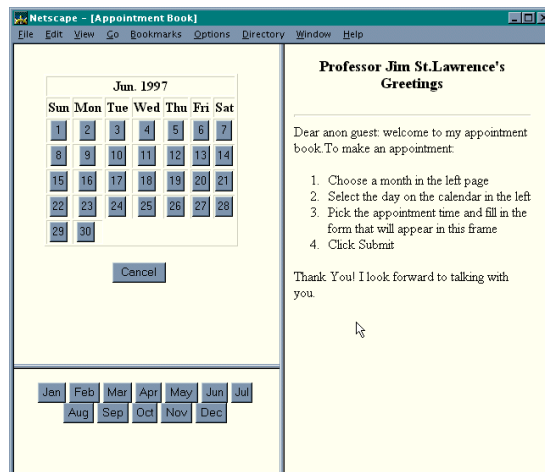 Netscape - [Appointment Book]
File Edit View Go Bookmarks Options Directory Window Help
Jun. 1997
Sun Mon Tue Wed Thu Fri Sat
1 2 3 4 5 6 7
8 9 10 11 12 13 14
15 16 17 18 19 20 21
22 23 24 25 26 27 28
29 30
Cancel
Jan Feb Mar Apr May Jun Jul
Aug Sep Oct Nov Dec
Professor Jim St.Lawrence's
Greetings
Dear anon guest: welcome to my appointment
book.To make an appointment:
1. Choose a month in the left page
2. Select the day on the calendar in the left
3. Pick the appointment time and fill in the
form that will appear in this frame
4. Click Submit
Thank You! I look forward to talking with
you.